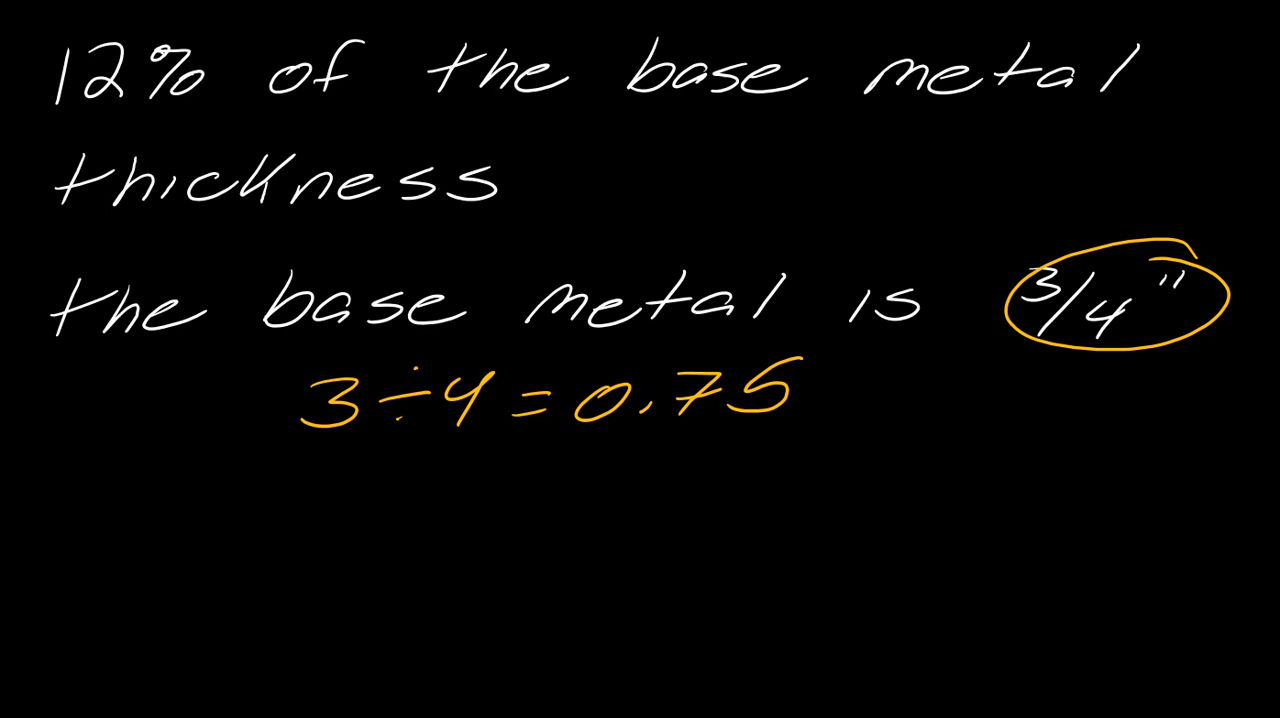 12% of the base metal
thickness
the base metal is 3/4"
3÷4=0.75